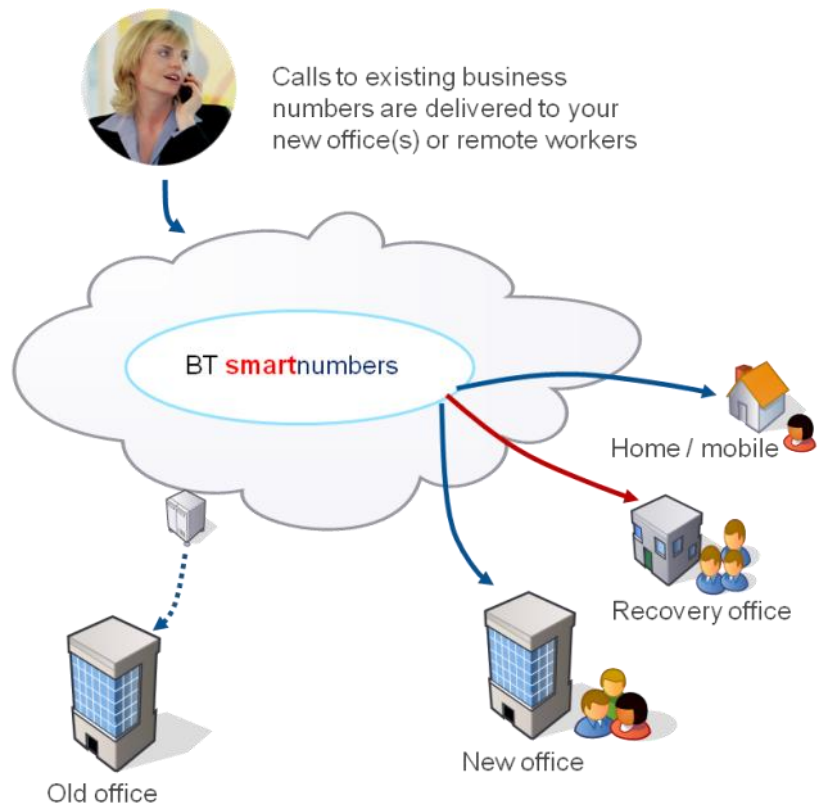 Calls to existing business
numbers are delivered to your
new office(s) or remote workers
BT smartnumbers
Home / mobile
Recovery office
New office
Old office